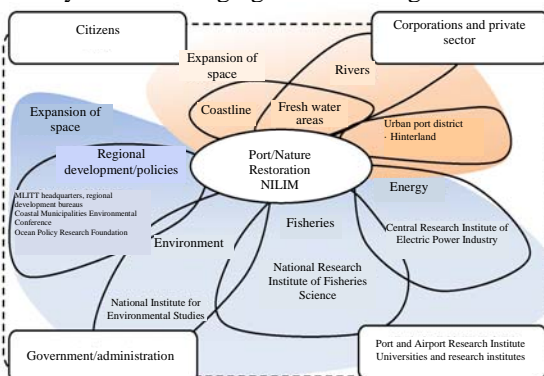 Citizens
Corporations and private
sector
Expansion of
space
Rivers
Expansion of
space
Coastline
Fresh water
areas
Urban port district
· Hinterland
Regional
development/policies
Port/Nature
Restoration
NILIM
Energy
MLITT headquarters, regional
development bureaus
Coastal Municipalities Environmental
Conference
Ocean Policy Research Foundation
Environment
Fisheries
Central Research Institute of
Electric Power Industry
National Research
Institute of Fisheries
Science
National Institute for
Environmental Studies
Government/administration
Port and Airport Research Institute
Universities and research institutes